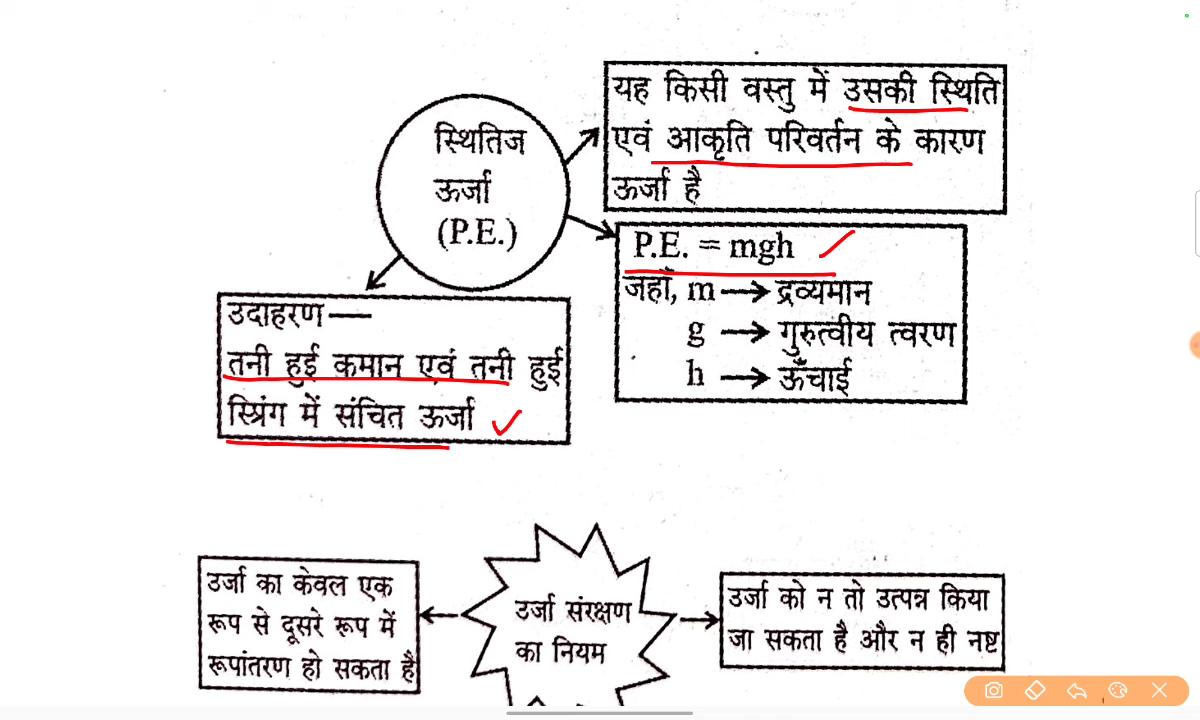 स्थितिज
ऊर्जा
(P.E.)
यह किसी वस्तु में उसकी स्थिति
एवं आकृति परिवर्तन के कारण
ऊर्जा है
P.E. = mgh
जहाँ, m → द्रव्यमान
g → गुरुत्वीय त्वरण
h → ऊँचाई
उदाहरण—
तनी हुई कमान एवं तनी हुई
स्प्रिंग में संचित ऊर्जा
उर्जा का केवल एक
रूप से दूसरे रूप में
रूपांतरण हो सकता है
उर्जा संरक्षण
का नियम
उर्जा को न तो उत्पन्न किया
जा सकता है और न ही नष्ट